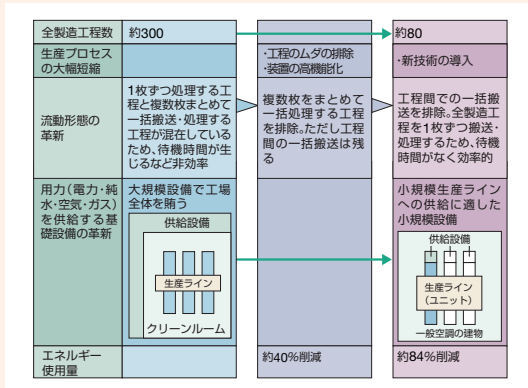 全製造工程数
約300
約80
生産プロセス
の大幅短縮
・工程のムダの排除
・装置の高機能化
・新技術の導入
流動形態の
革新
1枚ずつ処理する工
程と複数枚まとめて
一括搬送・処理する
工程が混在している
ため、待機時間が生
じるなど非効率
複数枚をまとめて
一括処理する工程
を排除。ただし工程
間の一括搬送は残
る
工程間での一括搬
送を排除。全製造工
程を1枚ずつ搬送・
処理するため、待機
時間がなく効率的
用力(電力・純
水・空気・ガス)
を供給する基
礎設備の革新
大規模設備で工場
全体を賄う
供給設備
生産ライン
クリーンルーム
小規模生産ライン
への供給に適した
小規模設備
供給設備
生産ライン
(ユニット)
一般空調の建物
エネルギー
使用量
約40%削減
約84%削減